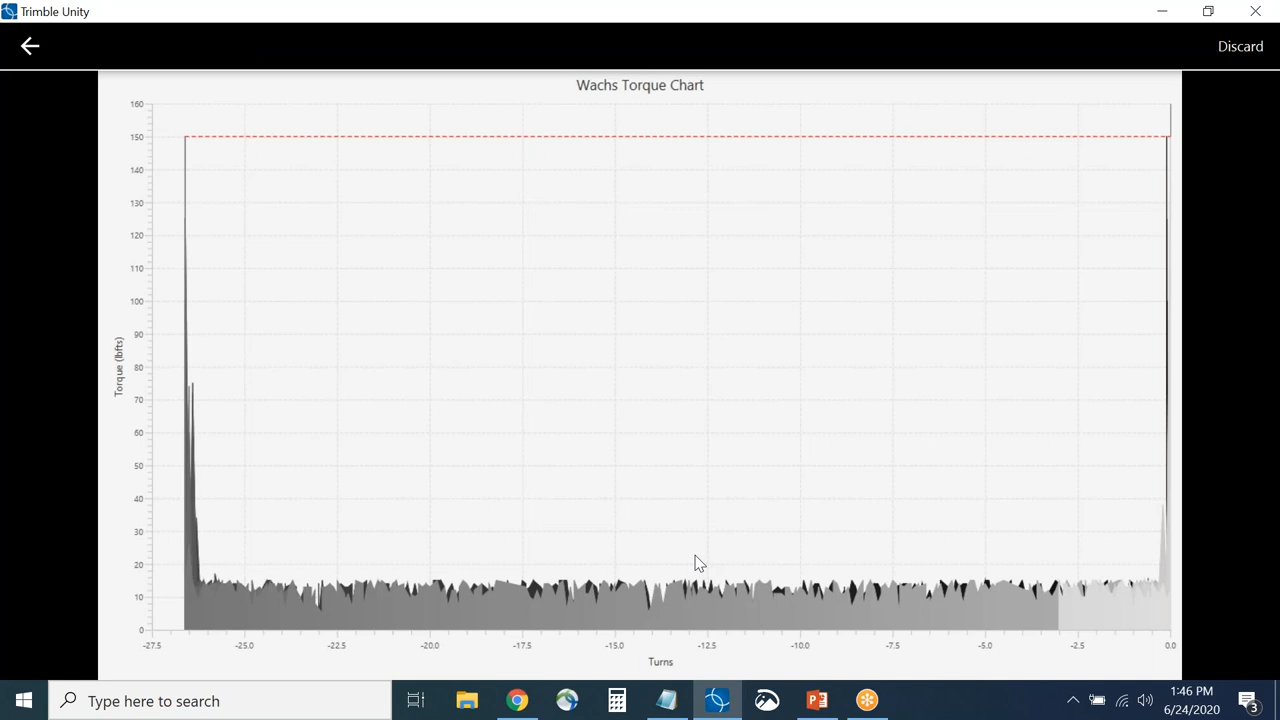 Trimble Unity
Discard
Wachs Torque Chart
160
150
140
130
120
110
100
90
80
70
60
50
40
30
20
10
0
Torque (lbfts)
-27.5 -25.0 -22.5 -20.0 -17.5 -15.0 -12.5 -10.0 -7.5 -5.0 -2.5 0.0
Turns
Type here to search
1:46 PM
6/24/2020
3